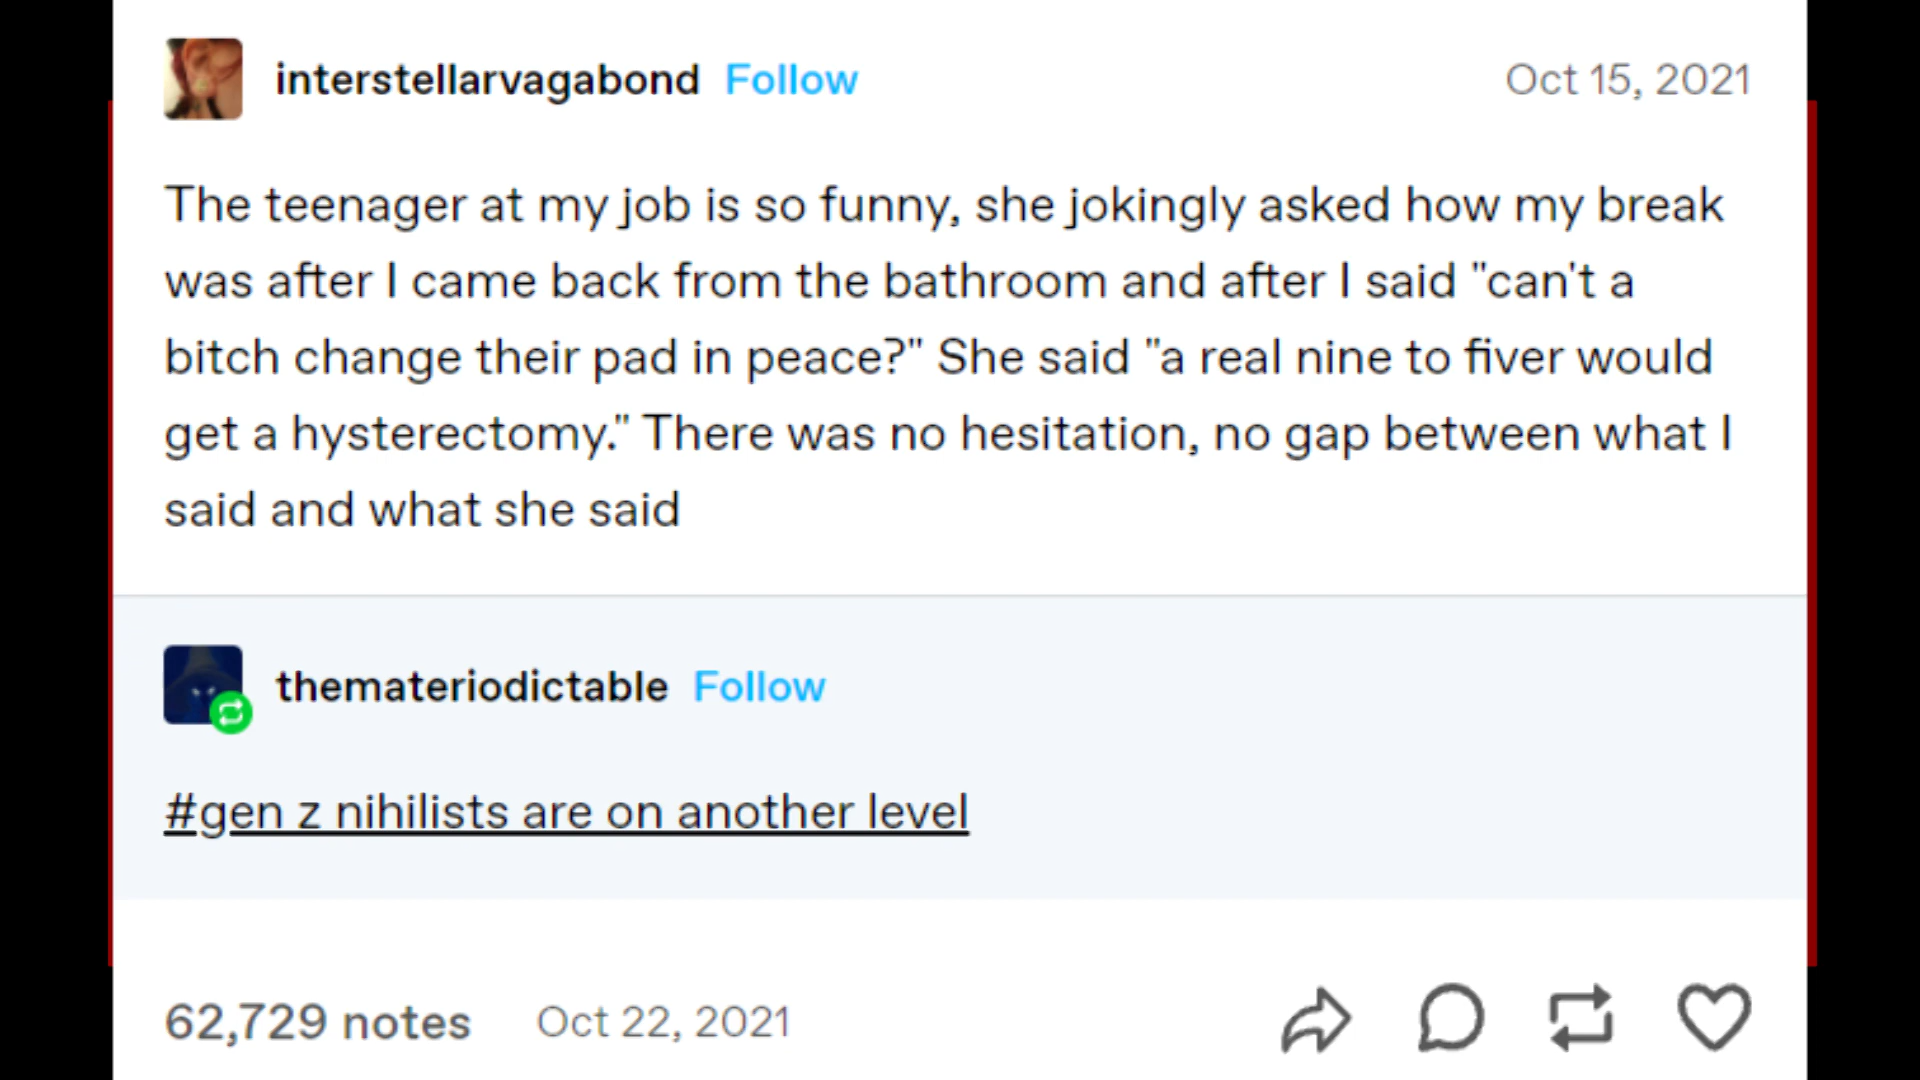 interstellarvagabond Follow Oct 15, 2021
The teenager at my job is so funny, she jokingly asked how my break
was after I came back from the bathroom and after I said "can't a
bitch change their pad in peace?" She said "a real nine to fiver would
get a hysterectomy." There was no hesitation, no gap between what I
said and what she said
themateriodictable Follow
#gen z nihilists are on another level
62,729 notes Oct 22, 2021